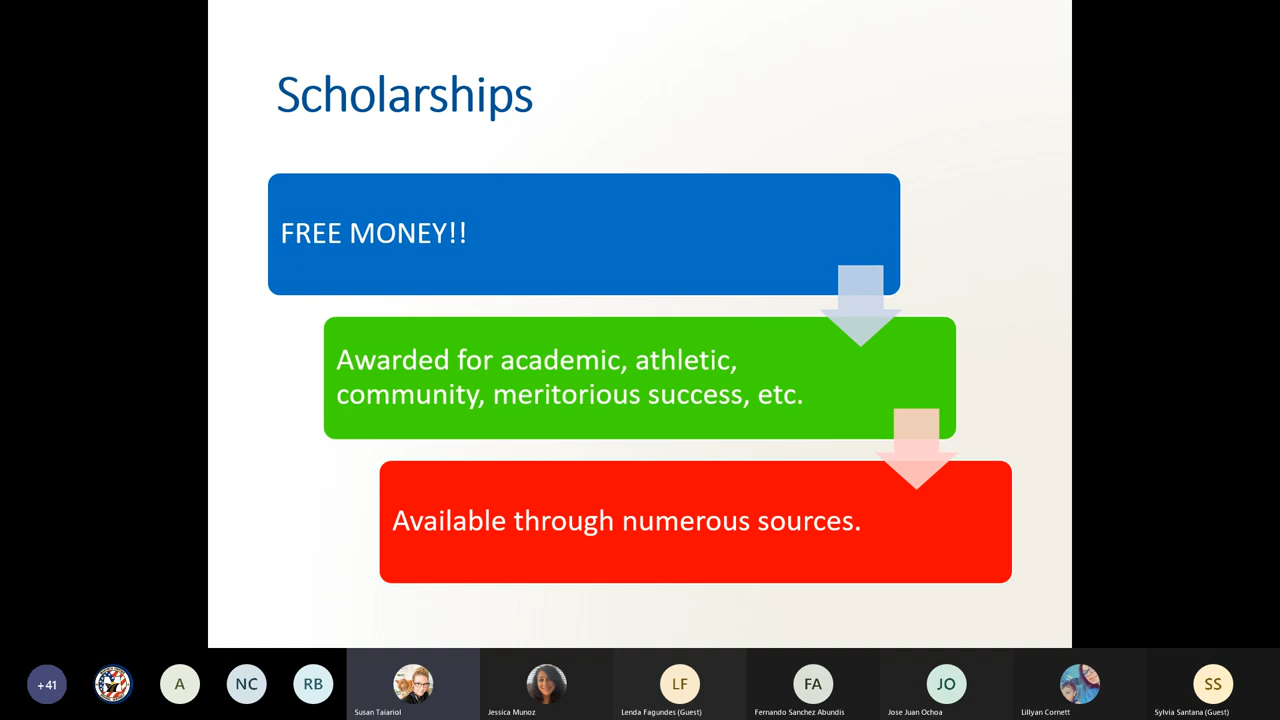 Scholarships
FREE MONEY!!
Awarded for academic, athletic,
community, meritorious success, etc.
Available through numerous sources.
+41
A
NC
RB
LF
FA
JO
SS
Susan Taiariol
Jessica Munoz
Lenda Fagundes (Guest)
Fernando Sanchez Abundis
Jose Juan Ochoa
Lillyan Cornett
Sylvia Santana (Guest)